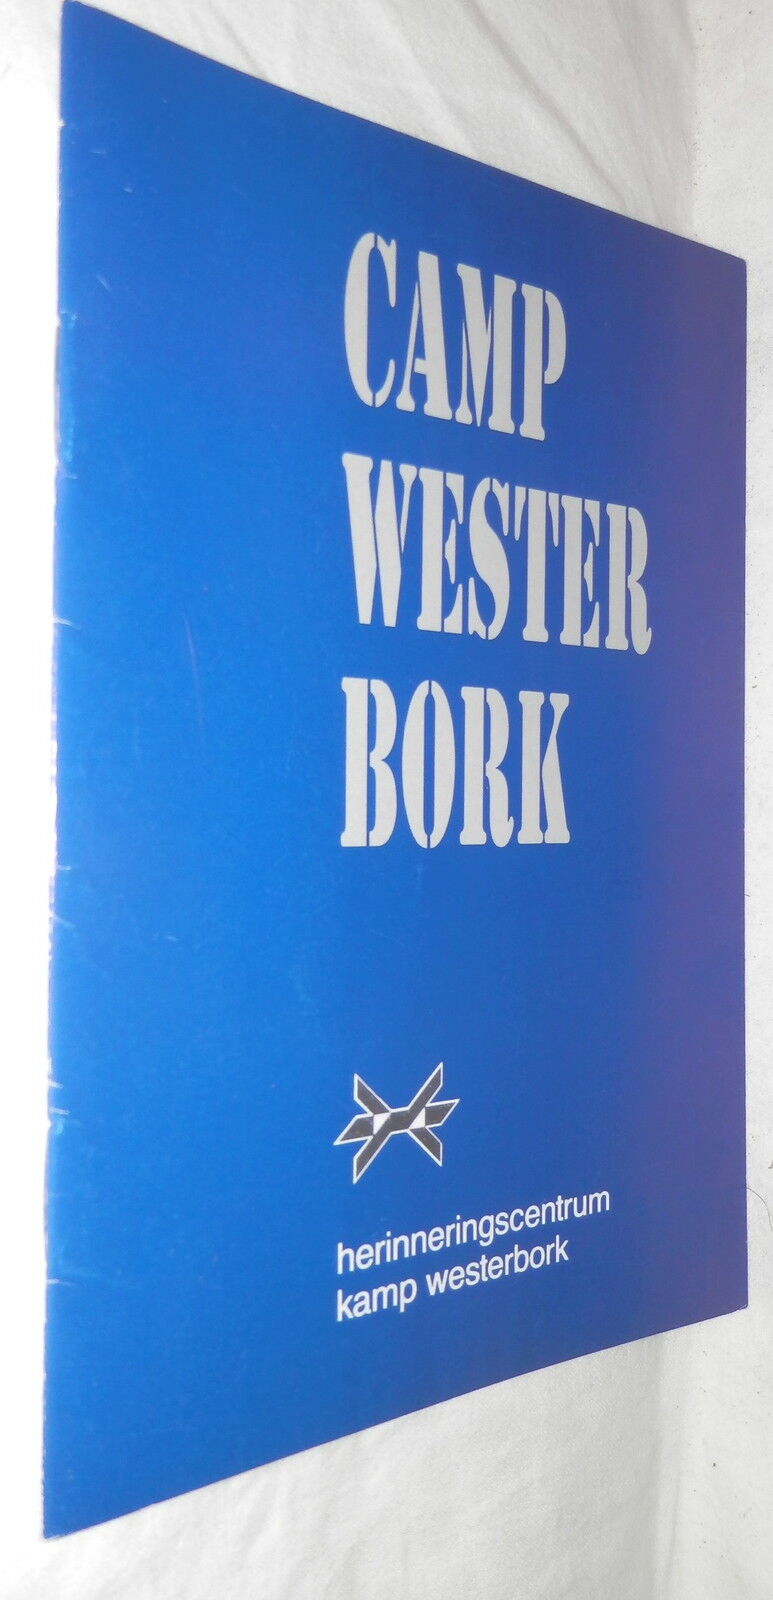 CAMP
WESTER
BORK
herinneringscentrum
kamp westerbork